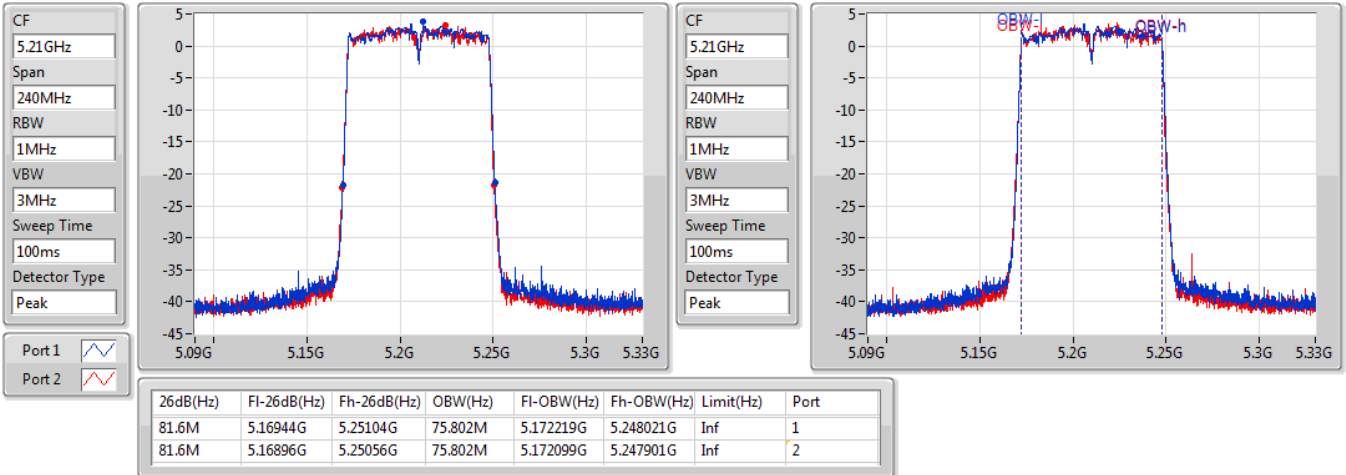 CF
5.21GHz
Span
240MHz
RBW
1MHz
VBW
3MHz
Sweep Time
100ms
Detector Type
Peak
5
0
-5
-10
-15
-20
-25
-30
-35
-40
-45
5.09G 5.15G 5.2G 5.25G 5.3G 5.33G
CF
5.21GHz
Span
240MHz
RBW
1MHz
VBW
3MHz
Sweep Time
100ms
Detector Type
Peak
OBW-l
OBW-l
OBW-h
OBW-h
5
0
-5
-10
-15
-20
-25
-30
-35
-40
-45
5.09G 5.15G 5.2G 5.25G 5.3G 5.33G
Port 1
Port 2
26dB(Hz) Fl-26dB(Hz) Fh-26dB(Hz) OBW(Hz) Fl-OBW(Hz) Fh-OBW(Hz) Limit(Hz) Port
81.6M 5.16944G 5.25104G 75.802M 5.172219G 5.248021G Inf 1
81.6M 5.16896G 5.25056G 75.802M 5.172099G 5.247901G Inf 2